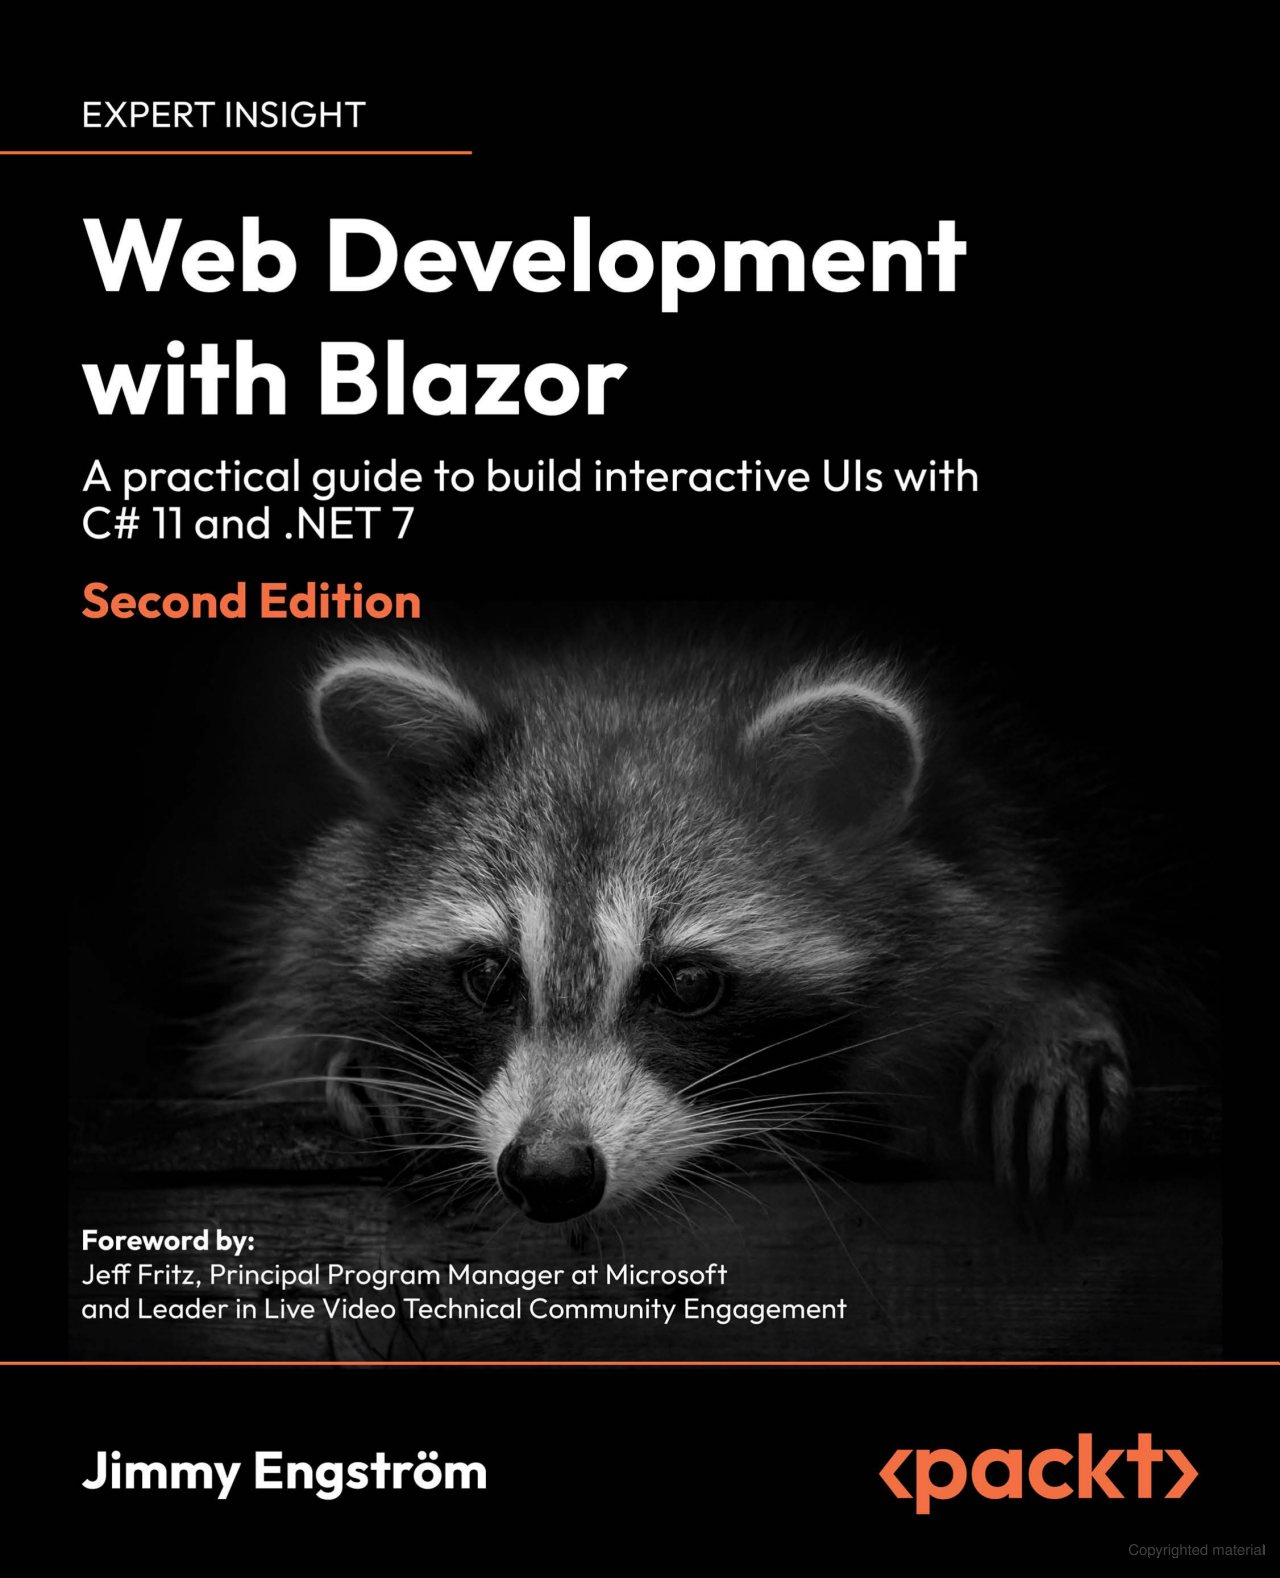 EXPERT INSIGHT
Web Development
with Blazor
A practical guide to build interactive UIs with
C# 11 and .NET 7
Second Edition
Foreword by:
Jeff Fritz, Principal Program Manager at Microsoft
and Leader in Live Video Technical Community Engagement
Jimmy Engström
<packt>
Copyrighted material